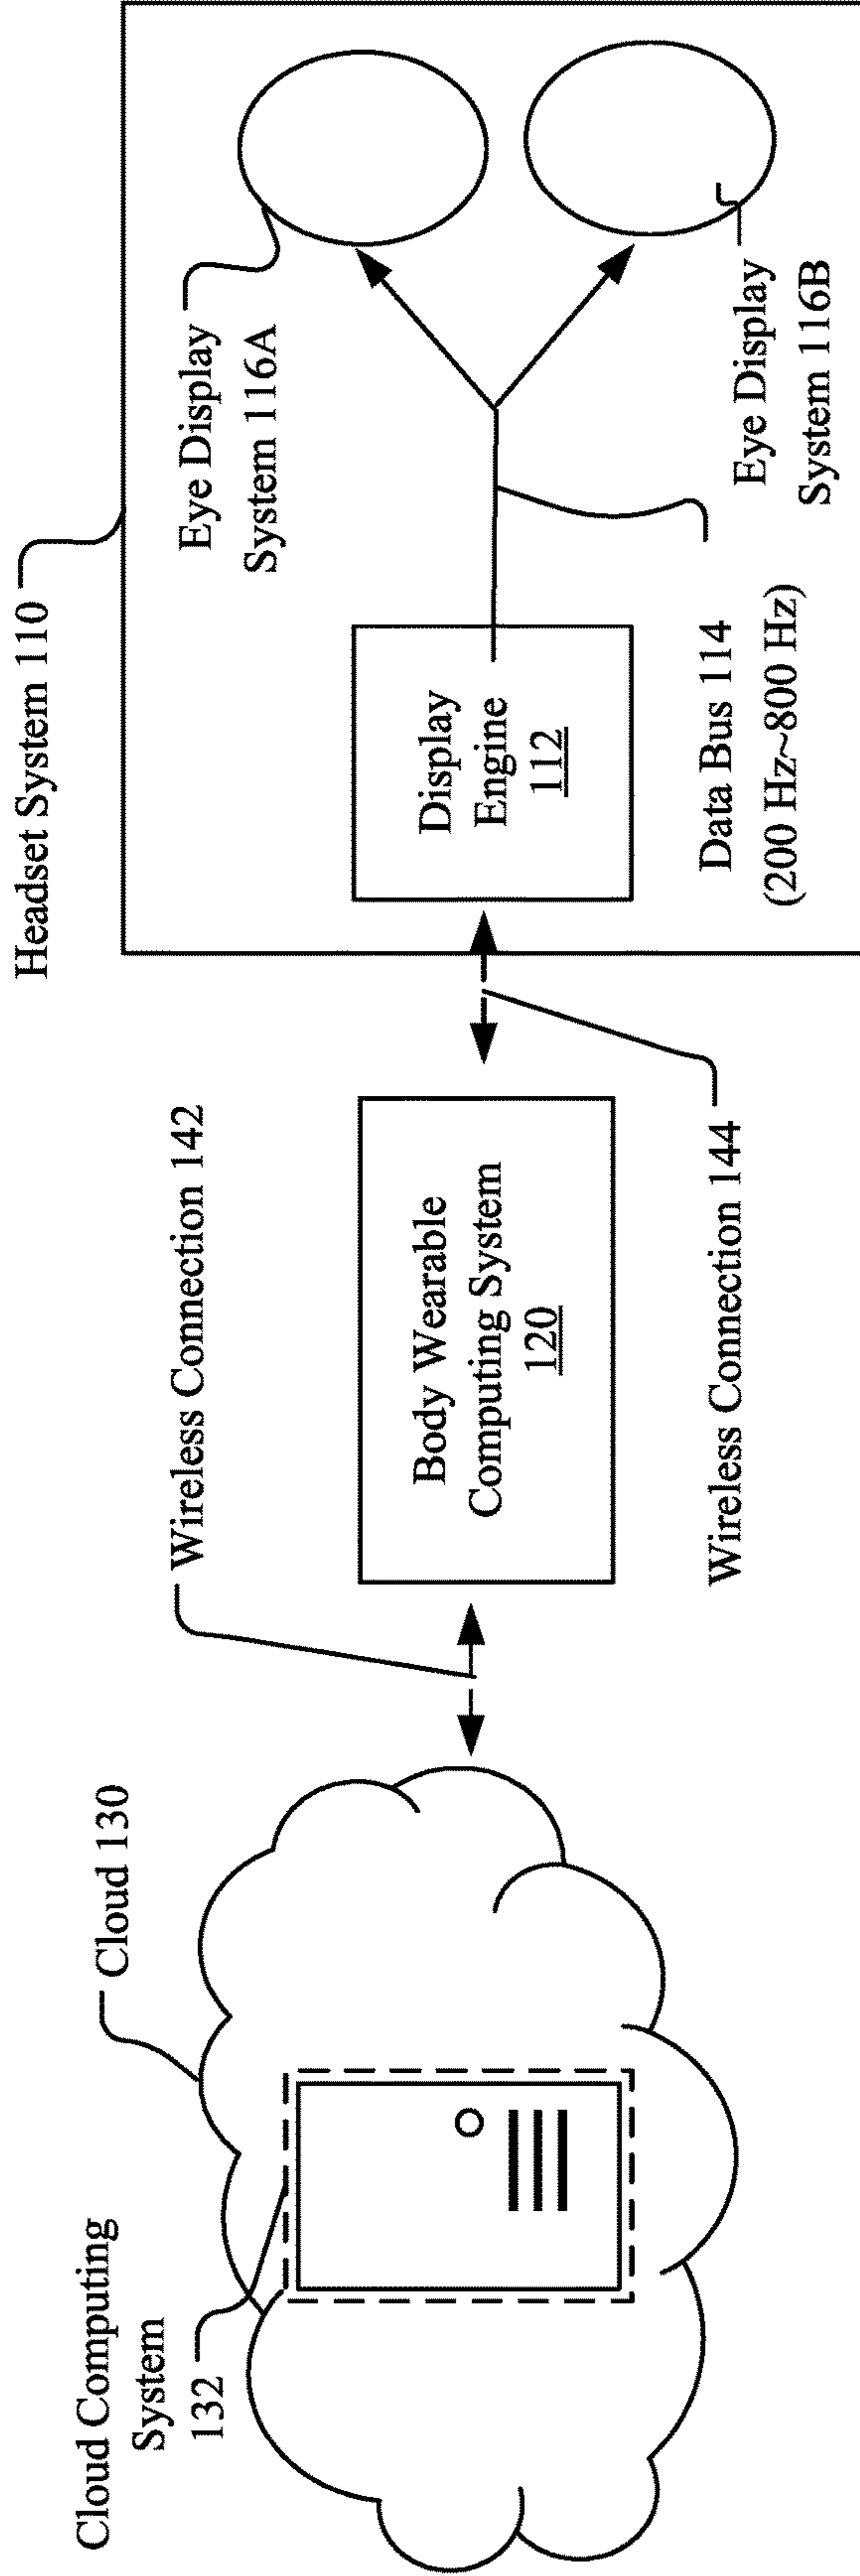 Cloud Computing
System
132
Cloud 130
Wireless Connection 142
Body Wearable
Computing System
120
Wireless Connection 144
Headset System 110
Display
Engine
112
Data Bus 114
(200 Hz~800 Hz)
Eye Display
System 116A
Eye Display
System 116B